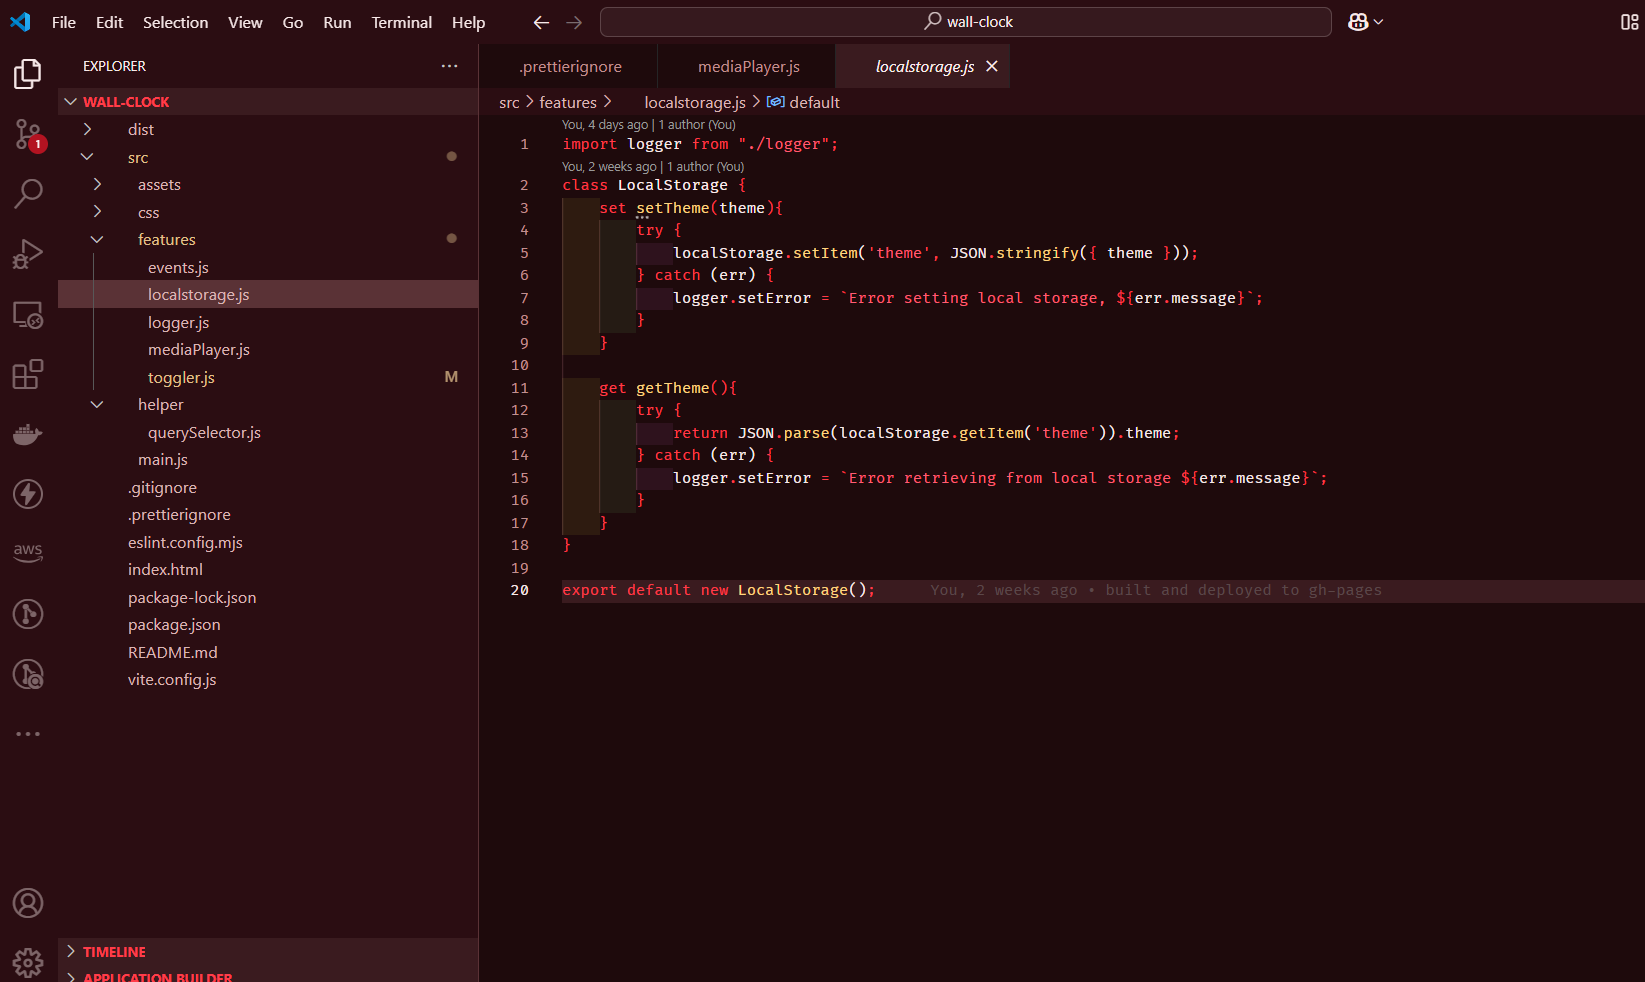 File Edit Selection View Go Run Terminal Help
wall-clock
EXPLORER
WALL-CLOCK
dist
src
assets
css
features
events.js
localstorage.js
logger.js
mediaPlayer.js
toggler.js M
helper
querySelector.js
main.js
.gitignore
.prettierignore
eslint.config.mjs
index.html
package-lock.json
package.json
README.md
vite.config.js
TIMELINE
APPLICATION BUILDER
1
aws
.prettierignore mediaPlayer.js localstorage.js
src > features > localstorage.js > default
You, 4 days ago | 1 author (You)
1 import logger from "./logger";
You, 2 weeks ago | 1 author (You)
2 class LocalStorage {
3 set setTheme(theme){
4 try {
5 localStorage.setItem('theme', JSON.stringify({ theme }));
6 } catch (err) {
7 logger.setError = `Error setting local storage, ${err.message}`;
8 }
9 }
10
11 get getTheme(){
12 try {
13 return JSON.parse(localStorage.getItem('theme')).theme;
14 } catch (err) {
15 logger.setError = `Error retrieving from local storage ${err.message}`;
16 }
17 }
18 }
19
20 export default new LocalStorage(); You, 2 weeks ago • built and deployed to gh-pages